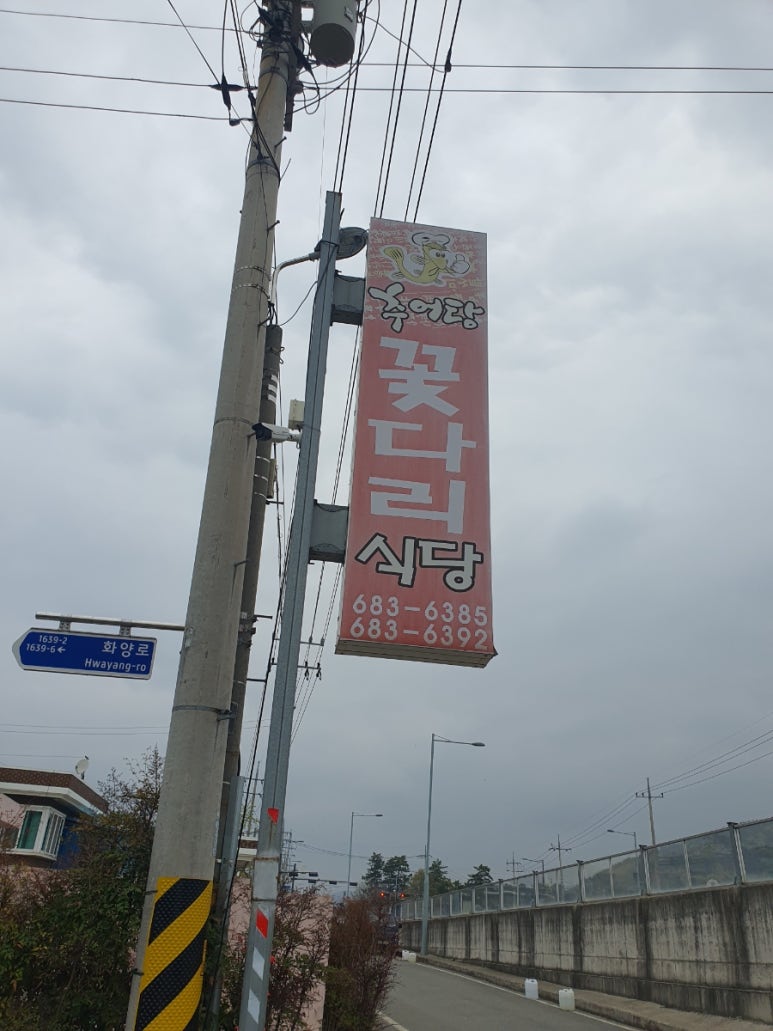 추어탕
꽃다리
식당
683-6385
683-6392
1639-2
1639-6←
화양로
Hwayang-ro